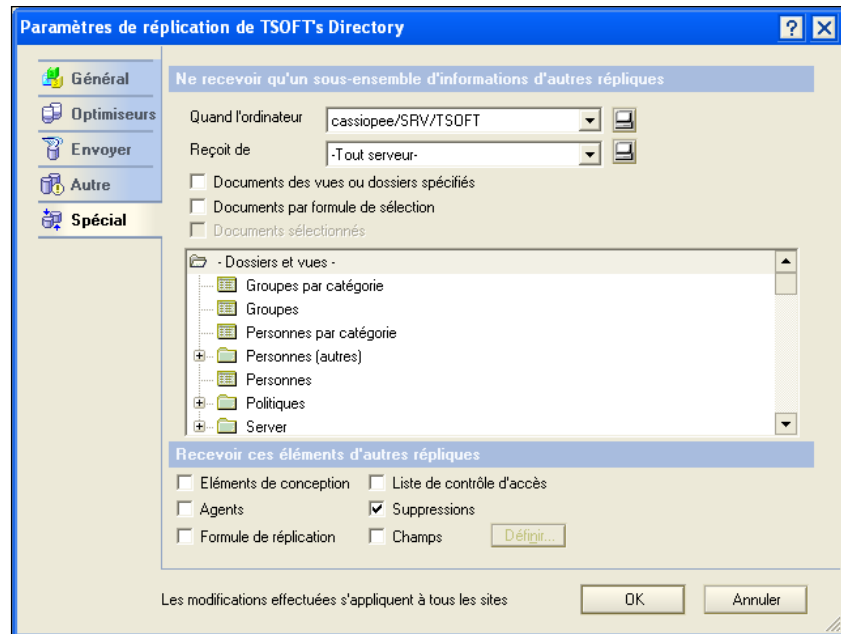 Paramètres de réplication de TSOFT's Directory
Général
Optimiseurs
Envoyer
Autre
Spécial
Ne recevoir qu'un sous-ensemble d'informations d'autres répliques
Quand l'ordinateur cassiopee/SRV/TSOFT
Reçoit de -Tout serveur-
Documents des vues ou dossiers spécifiés
Documents par formule de sélection
Documents sélectionnés
- Dossiers et vues -
Groupes par catégorie
Groupes
Personnes par catégorie
Personnes (autres)
Personnes
Politiques
Server
Recevoir ces éléments d'autres répliques
Eléments de conception Liste de contrôle d'accès
Agents Suppressions
Formule de réplication Champs Définir...
Les modifications effectuées s'appliquent à tous les sites OK Annuler